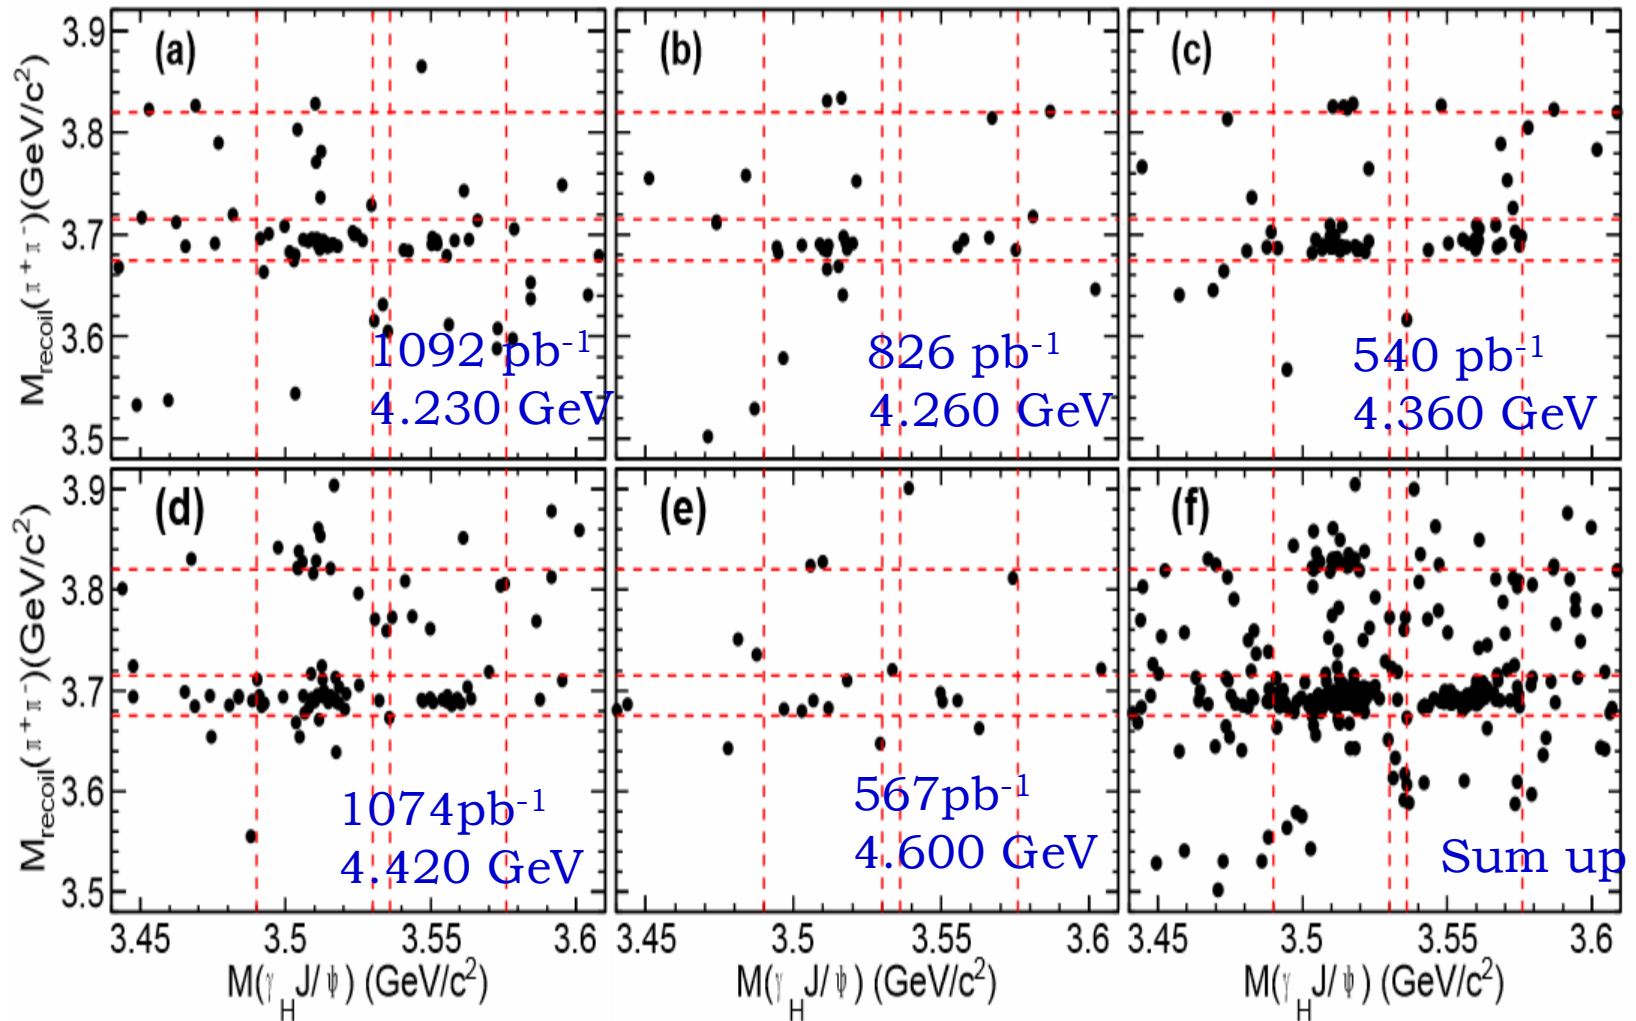 (a)
(b)
(c)
3.9
3.8
3.7
3.6
3.5
M_recoil(π⁺π⁻)(GeV/c²)
1092 pb⁻¹
4.230 GeV
826 pb⁻¹
4.260 GeV
540 pb⁻¹
4.360 GeV
(d)
(e)
(f)
3.9
3.8
3.7
3.6
3.5
M_recoil(π⁺π⁻)(GeV/c²)
1074pb⁻¹
4.420 GeV
567pb⁻¹
4.600 GeV
Sum up
3.45 3.5 3.55 3.6
3.45 3.5 3.55 3.6
3.45 3.5 3.55 3.6
M(γ_H J/ψ) (GeV/c²)
M(γ_H J/ψ) (GeV/c²)
M(γ_H J/ψ) (GeV/c²)